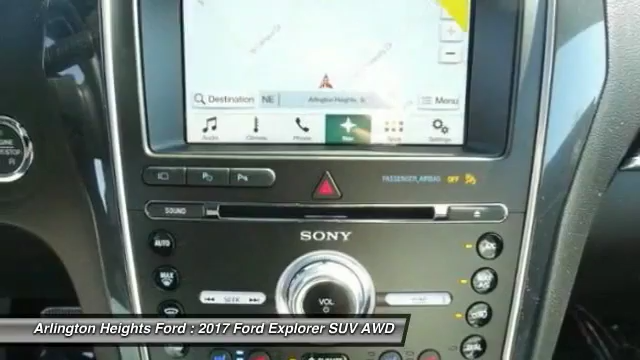 Destination NE Arlington Heights Menu
Audio Climate Phone Nav Apps Settings
PASSENGER AIRBAG OFF
SOUND
SONY
AUTO
MAX
SEEK
VOL
Arlington Heights Ford : 2017 Ford Explorer SUV AWD